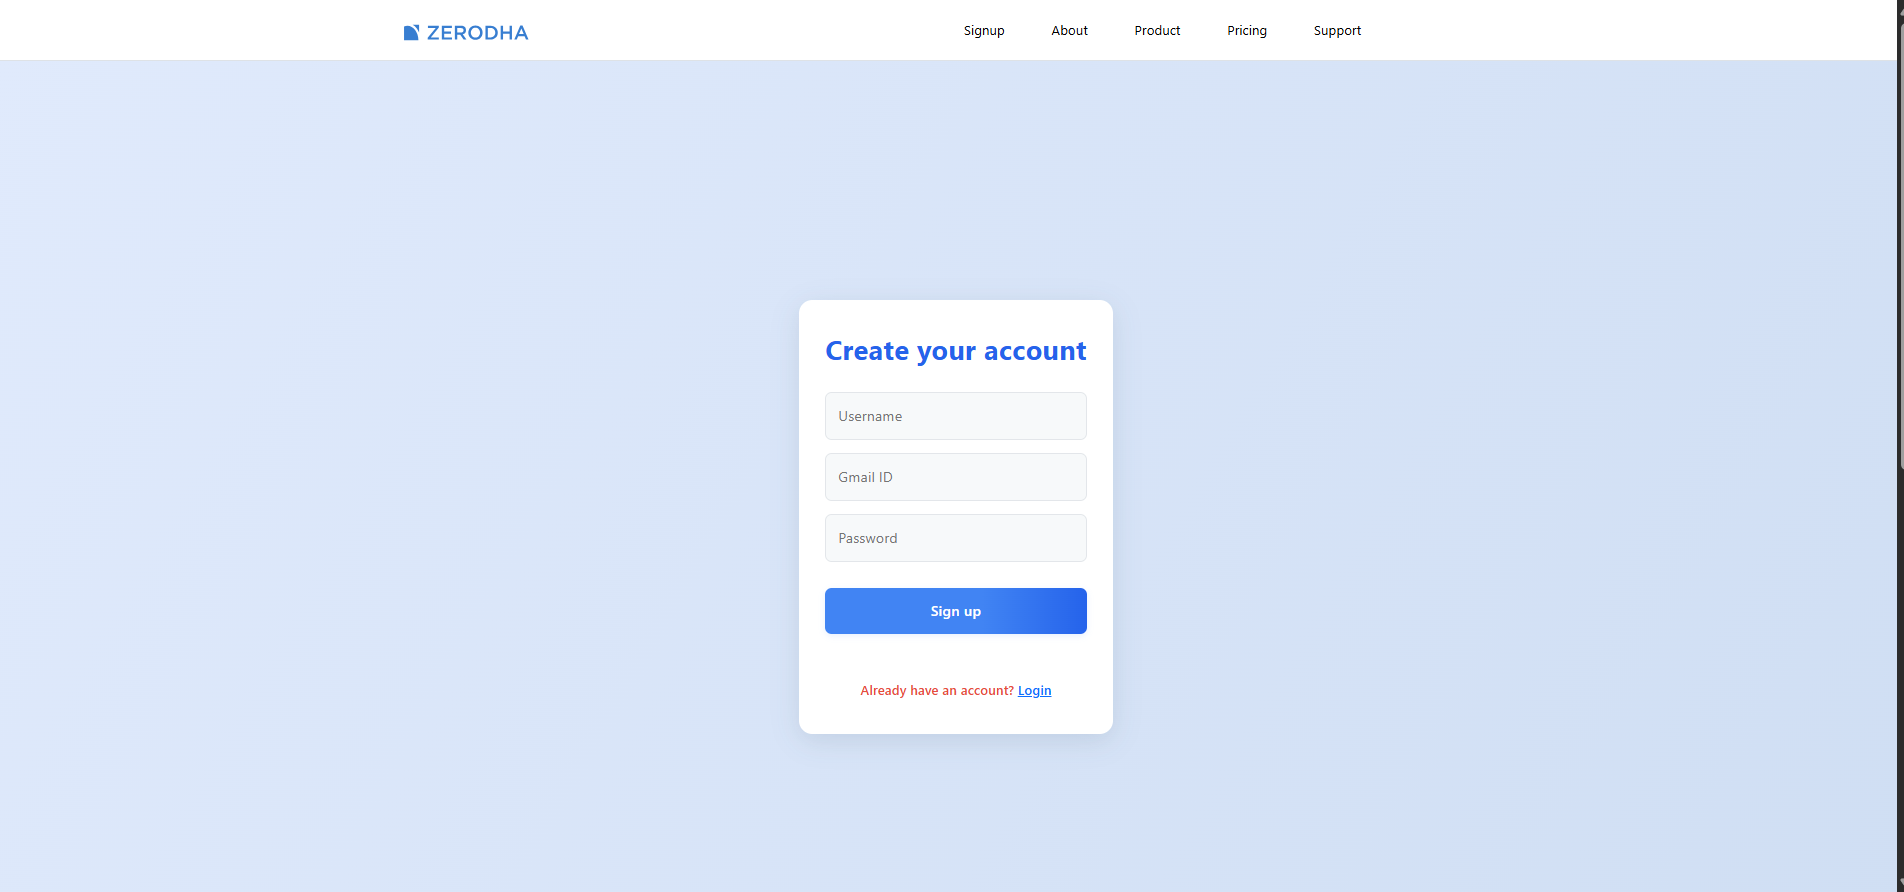 ZERODHA
Signup About Product Pricing Support
Create your account
Username
Gmail ID
Password
Sign up
Already have an account? Login